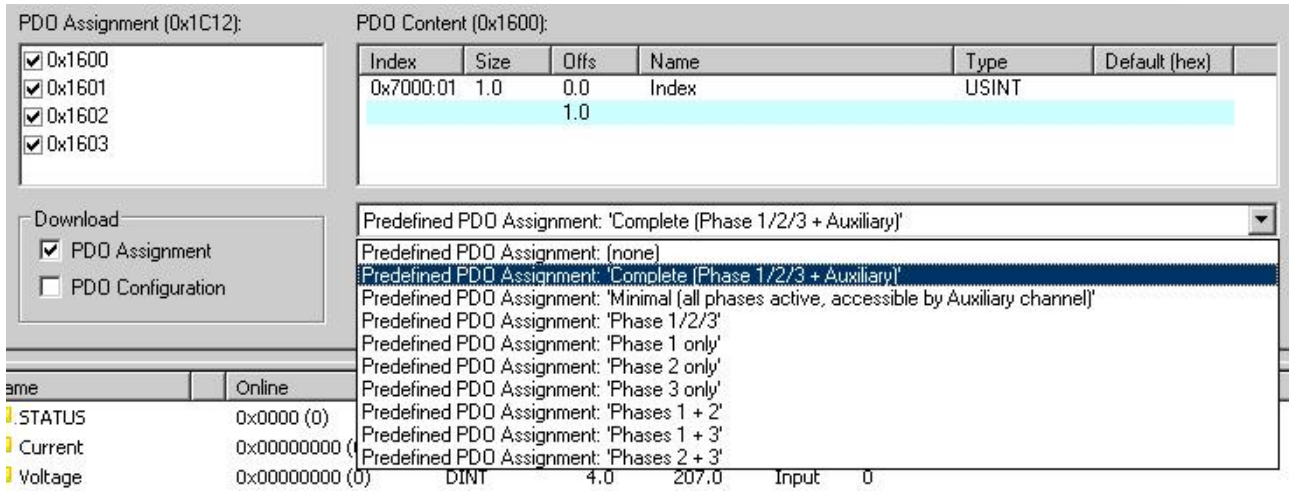 PDO Assignment (0x1C12): PDO Content (0x1600):
0x1600
0x1601
0x1602
0x1603
Index Size Offs Name Type Default (hex)
0x7000:01 1.0 0.0 Index USINT
1.0
Download
PDO Assignment
PDO Configuration
Predefined PDO Assignment: 'Complete (Phase 1/2/3 + Auxiliary)'
Predefined PDO Assignment: (none)
Predefined PDO Assignment: 'Complete (Phase 1/2/3 + Auxiliary)'
Predefined PDO Assignment: 'Minimal (all phases active, accessible by Auxiliary channel)'
Predefined PDO Assignment: 'Phase 1/2/3'
Predefined PDO Assignment: 'Phase 1 only'
Predefined PDO Assignment: 'Phase 2 only'
Predefined PDO Assignment: 'Phase 3 only'
Predefined PDO Assignment: 'Phases 1 + 2'
Predefined PDO Assignment: 'Phases 1 + 3'
Predefined PDO Assignment: 'Phases 2 + 3'
ame Online
.STATUS 0x0000 (0)
Current 0x00000000 (
Voltage 0x00000000 (0) DINT 4.0 207.0 Input 0